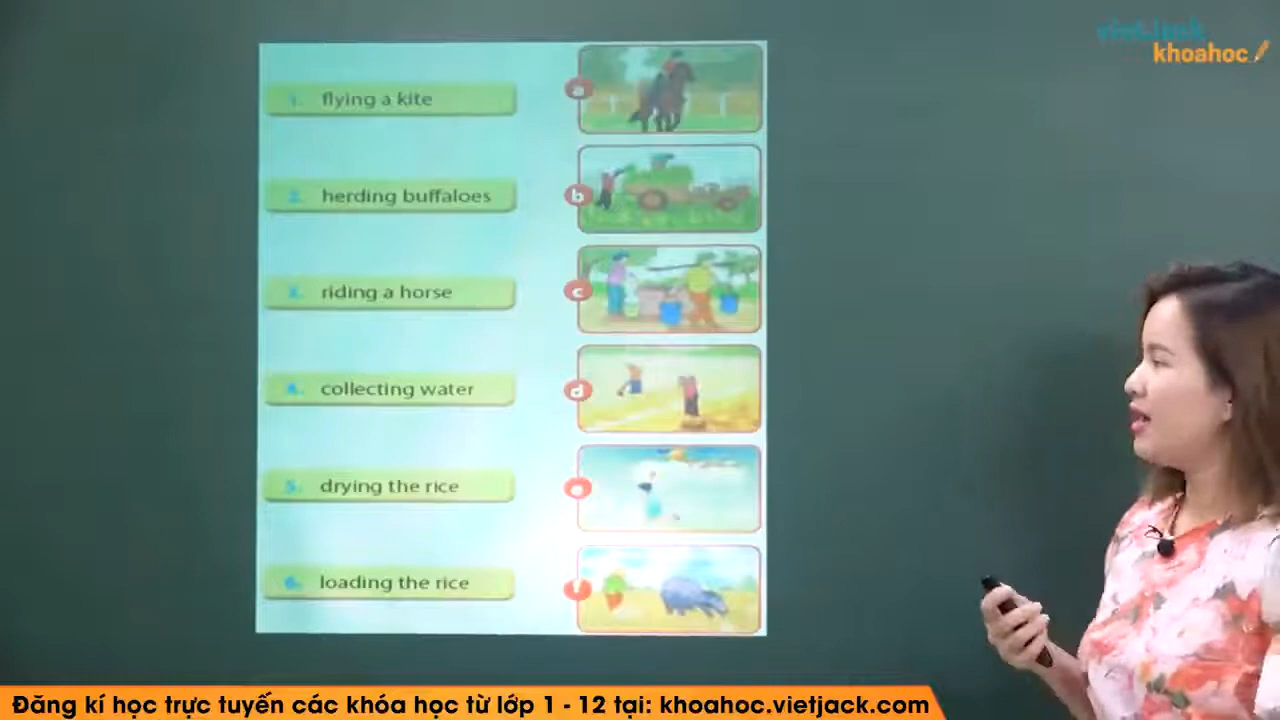 vietJack
khoahoc
1. flying a kite
a
2. herding buffaloes
b
3. riding a horse
c
4. collecting water
d
5. drying the rice
e
6. loading the rice
f
Đăng kí học trực tuyến các khóa học từ lớp 1 - 12 tại: khoahoc.vietjack.com